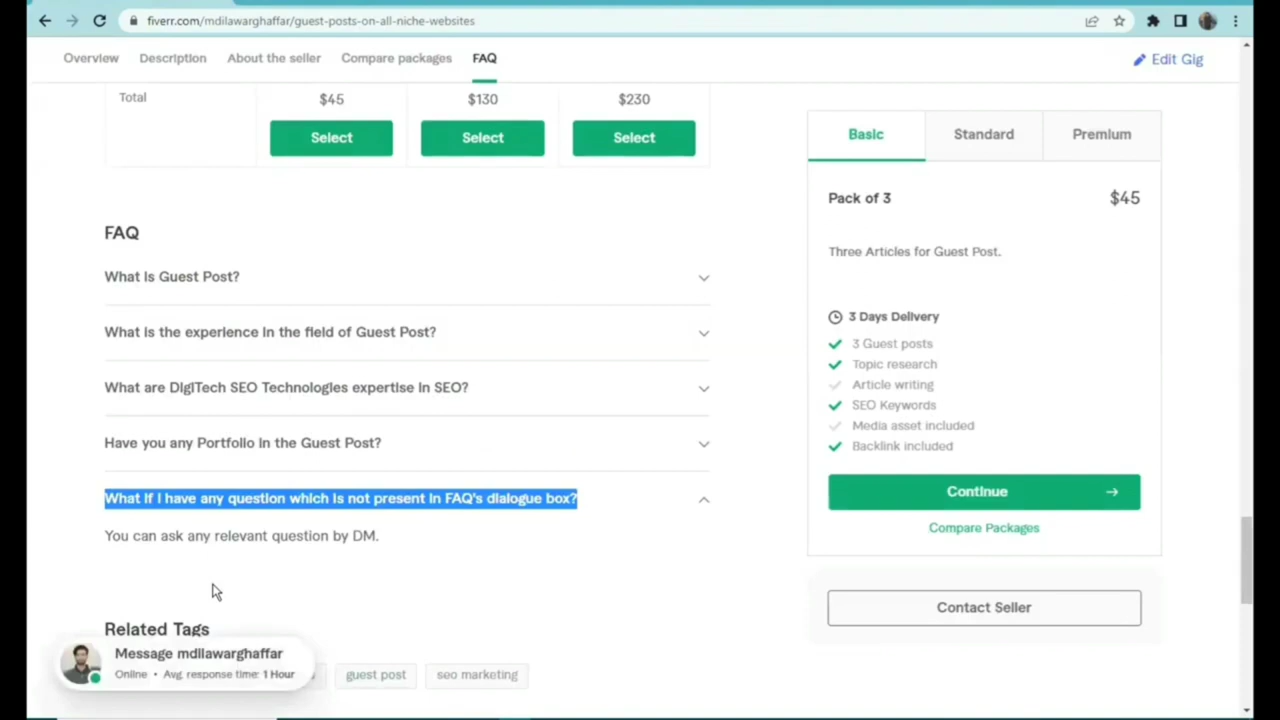 fiverr.com/mdilawarghaffar/guest-posts-on-all-niche-websites
Overview Description About the seller Compare packages FAQ Edit Gig
Total $45 $130 $230
Select Select Select
FAQ
What is Guest Post?
What is the experience in the field of Guest Post?
What are DigiTech SEO Technologies expertise in SEO?
Have you any Portfolio in the Guest Post?
What if I have any question which is not present in FAQ's dialogue box?
You can ask any relevant question by DM.
Related Tags
Message mdilawarghaffar
Online • Avg. response time: 1 Hour
guest post seo marketing
Basic Standard Premium
Pack of 3 $45
Three Articles for Guest Post.
3 Days Delivery
3 Guest posts
Topic research
Article writing
SEO Keywords
Media asset included
Backlink included
Continue
Compare Packages
Contact Seller